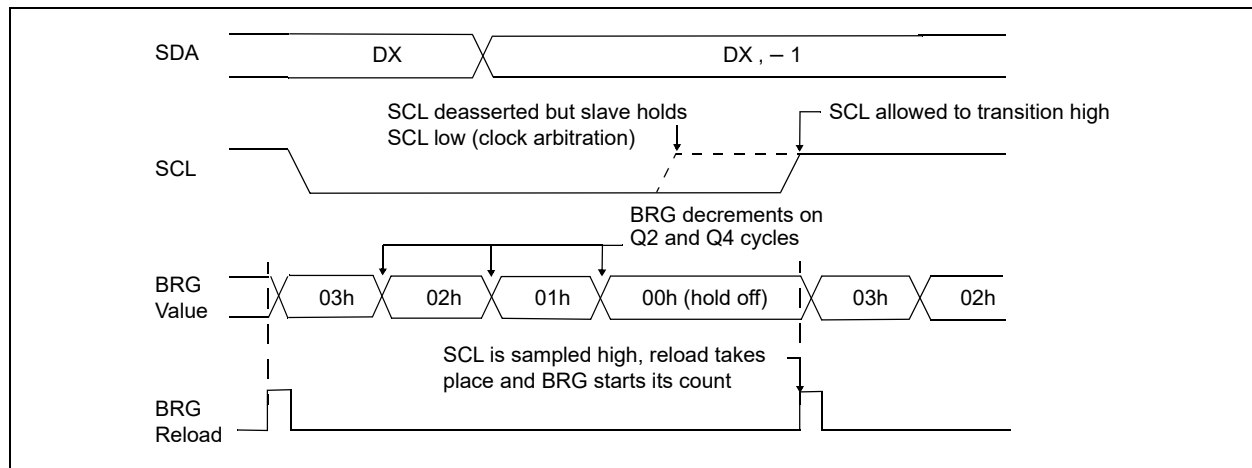 SDA
DX
DX , – 1
SCL deasserted but slave holds
SCL low (clock arbitration)
SCL allowed to transition high
SCL
BRG decrements on
Q2 and Q4 cycles
BRG
Value
03h
02h
01h
00h (hold off)
03h
02h
SCL is sampled high, reload takes
place and BRG starts its count
BRG
Reload